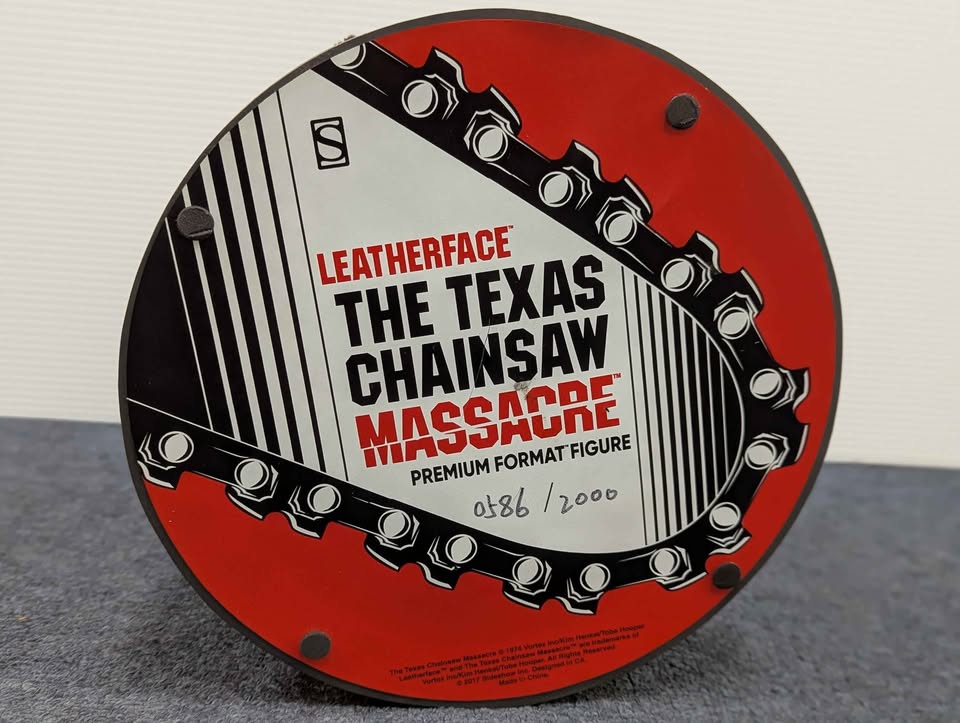 S
LEATHERFACE™
THE TEXAS
CHAINSAW
MASSACRE™
PREMIUM FORMAT™ FIGURE
0586/2000
The Texas Chainsaw Massacre © 1974 Vortex Inc/Kim Henkel/Tobe Hooper
Leatherface™ and The Texas Chainsaw Massacre™ are trademarks of
Vortex Inc/Kim Henkel/Tobe Hooper. All Rights Reserved.
© 2017 Sideshow Inc. Designed in CA.
Made in China.